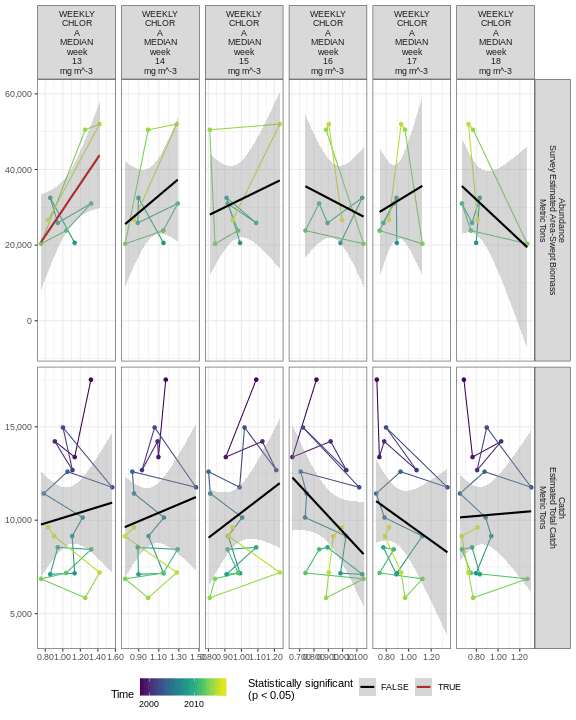 WEEKLY
CHLOR
A
MEDIAN
week
13
mg m^-3
WEEKLY
CHLOR
A
MEDIAN
week
14
mg m^-3
WEEKLY
CHLOR
A
MEDIAN
week
15
mg m^-3
WEEKLY
CHLOR
A
MEDIAN
week
16
mg m^-3
WEEKLY
CHLOR
A
MEDIAN
week
17
mg m^-3
WEEKLY
CHLOR
A
MEDIAN
week
18
mg m^-3
60,000
40,000
20,000
0
Abundance
Survey Estimated Area-Swept Biomass
Metric Tons
15,000
10,000
5,000
Catch
Estimated Total Catch
Metric Tons
0.80 1.00 1.20 1.40 1.60
0.90 1.10 1.30 1.50
0.80 0.90 1.00 1.10 1.20
0.70 0.80 0.90 1.00 1.10
0.80 1.00 1.20
0.80 1.00 1.20
Time
2000 2010
Statistically significant
(p < 0.05)
FALSE
TRUE